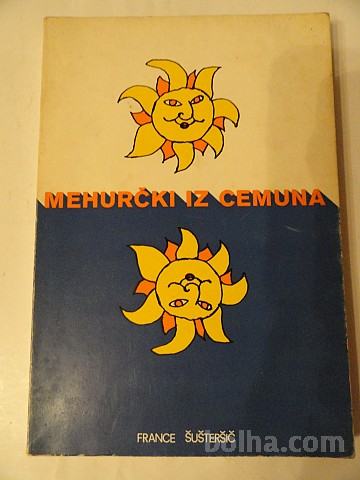 MEHURČKI IZ CEMUNA
FRANCE ŠUŠTERŠIČ
bolha.com